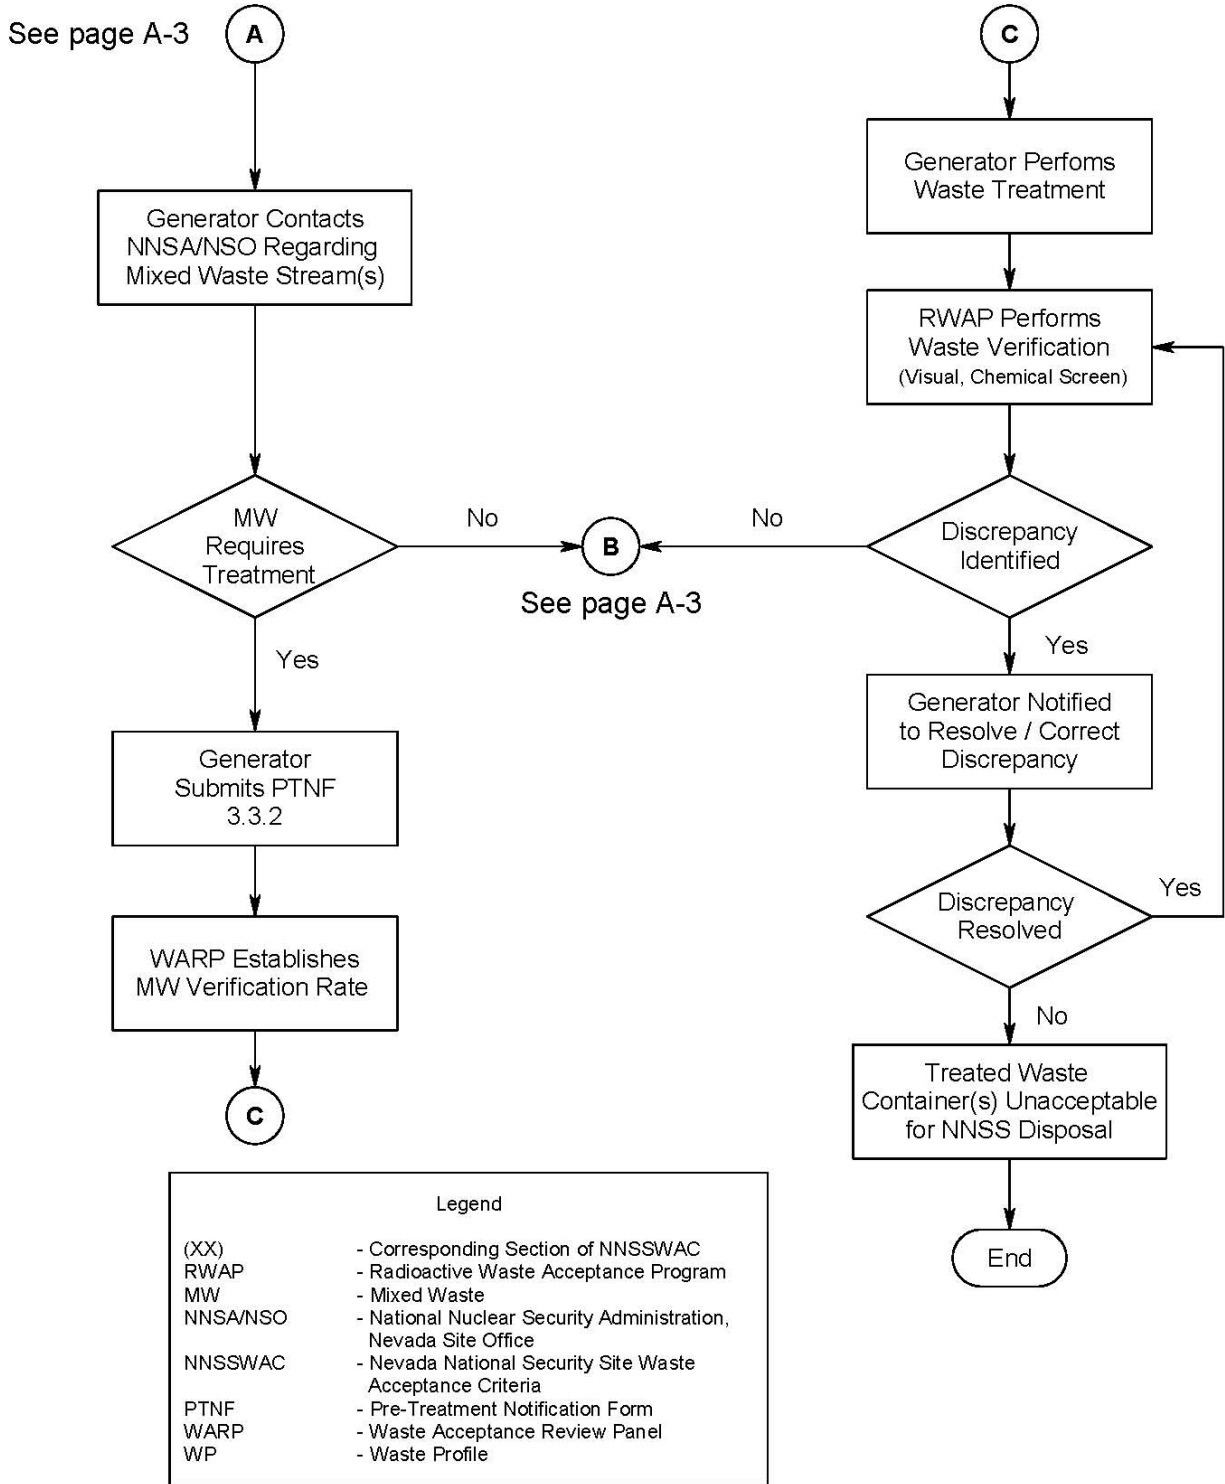 See page A-3
A
Generator Contacts
NNSA/NSO Regarding
Mixed Waste Stream(s)
MW
Requires
Treatment
No
Yes
Generator
Submits PTNF
3.3.2
WARP Establishes
MW Verification Rate
C
B
See page A-3
C
Generator Perfoms
Waste Treatment
RWAP Performs
Waste Verification
(Visual, Chemical Screen)
Discrepancy
Identified
No
Yes
Generator Notified
to Resolve / Correct
Discrepancy
Discrepancy
Resolved
Yes
No
Treated Waste
Container(s) Unacceptable
for NNSS Disposal
End
Legend
(XX) - Corresponding Section of NNSSWAC
RWAP - Radioactive Waste Acceptance Program
MW - Mixed Waste
NNSA/NSO - National Nuclear Security Administration,
Nevada Site Office
NNSSWAC - Nevada National Security Site Waste
Acceptance Criteria
PTNF - Pre-Treatment Notification Form
WARP - Waste Acceptance Review Panel
WP - Waste Profile